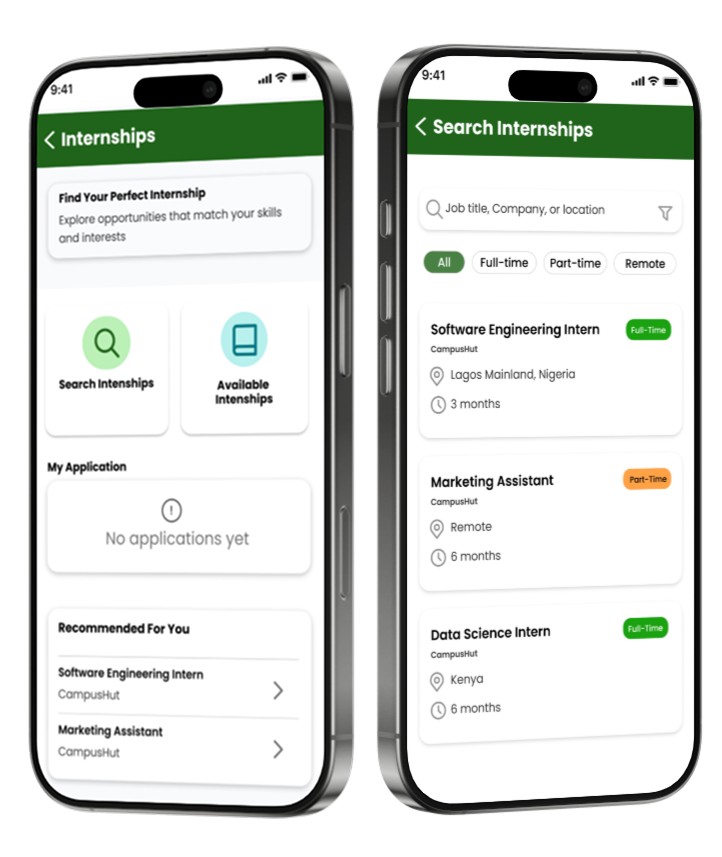 9:41
Internships
Find Your Perfect Internship
Explore opportunities that match your skills
and interests
Search Intenships
Available
Intenships
My Application
No applications yet
Recommended For You
Software Engineering Intern
CampusHut
Marketing Assistant
CampusHut
9:41
Search Internships
Job title, Company, or location
All
Full-time
Part-time
Remote
Software Engineering Intern
Full-Time
CampusHut
Lagos Mainland, Nigeria
3 months
Marketing Assistant
Part-Time
CampusHut
Remote
6 months
Data Science Intern
Full-Time
CampusHut
Kenya
6 months